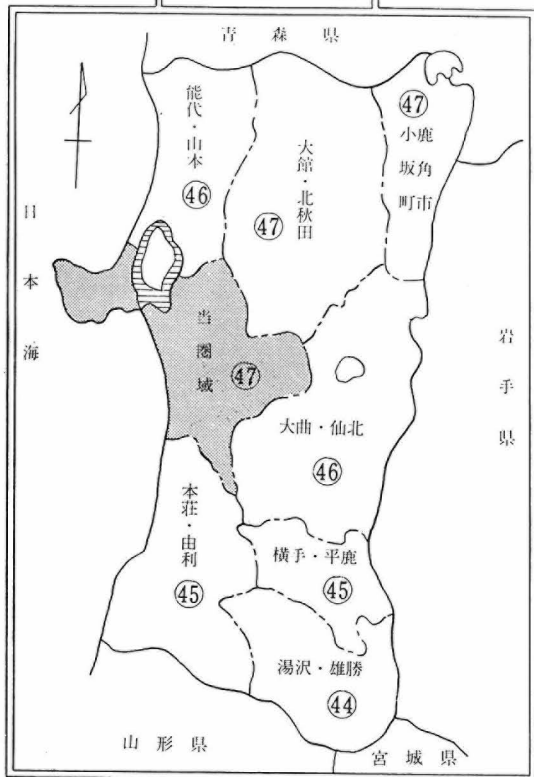 青森県
能代・山本
㊻
大館・北秋田
㊼
㊼
小坂町
鹿角市
日本海
当圏域
㊼
岩手県
大曲・仙北
㊻
本荘・由利
㊺
横手・平鹿
㊺
湯沢・雄勝
㊹
山形県
宮城県